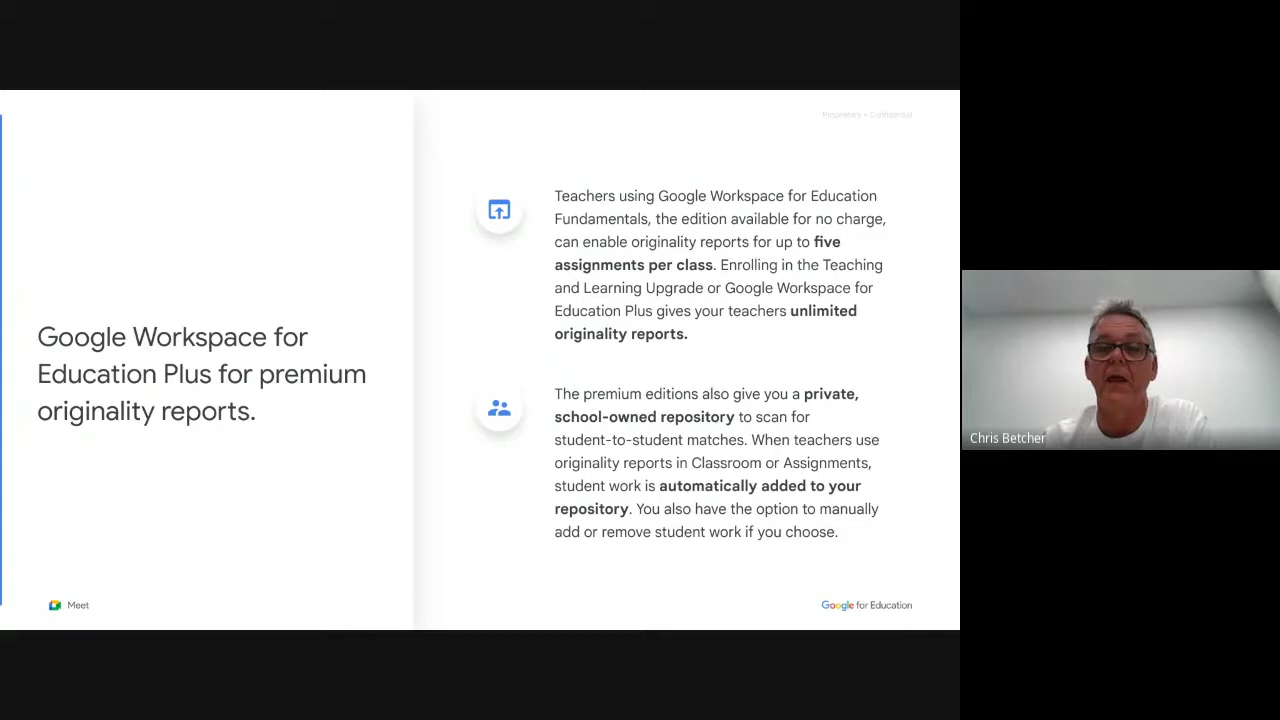 Proprietary + Confidential
Teachers using Google Workspace for Education
Fundamentals, the edition available for no charge,
can enable originality reports for up to five
assignments per class. Enrolling in the Teaching
and Learning Upgrade or Google Workspace for
Education Plus gives your teachers unlimited
originality reports.
Google Workspace for
Education Plus for premium
originality reports.
The premium editions also give you a private,
school-owned repository to scan for
student-to-student matches. When teachers use
originality reports in Classroom or Assignments,
student work is automatically added to your
repository. You also have the option to manually
add or remove student work if you choose.
Meet
Google for Education
Chris Betcher